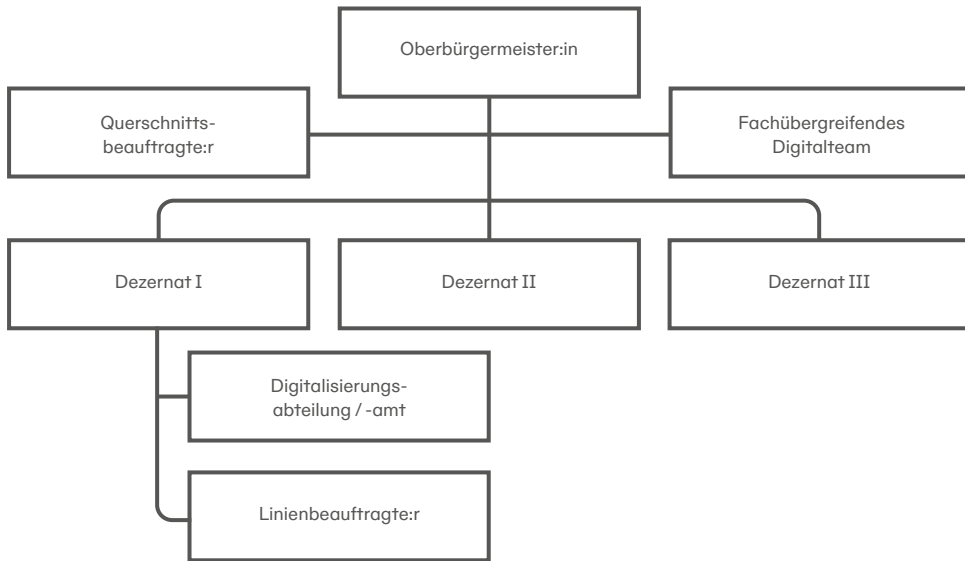 Oberbürgermeister:in
Querschnitts-
beauftragte:r
Fachübergreifendes
Digitalteam
Dezernat I
Dezernat II
Dezernat III
Digitalisierungs-
abteilung / -amt
Linienbeauftragte:r